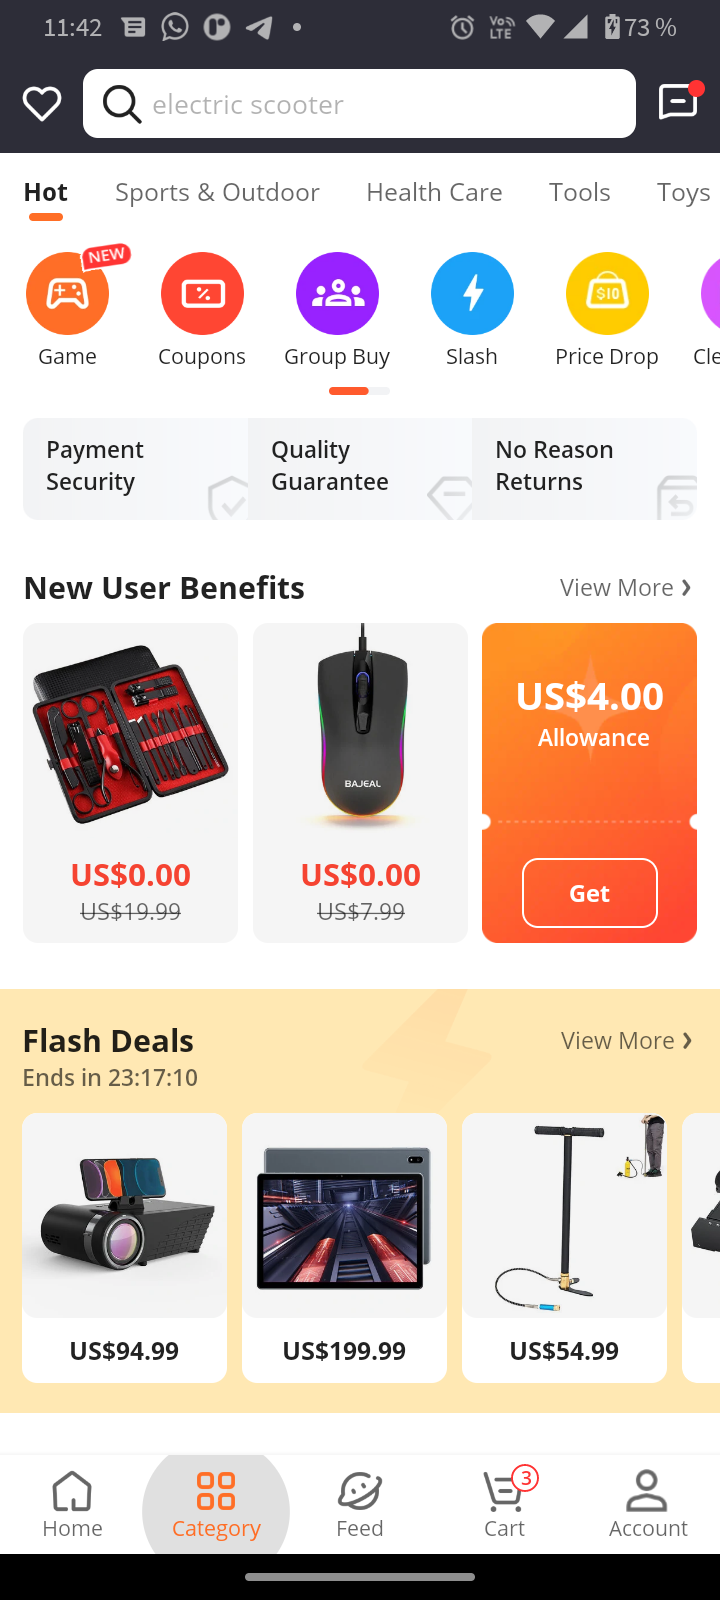 11:42
Vo)) LTE
73 %
electric scooter
Hot
Sports & Outdoor
Health Care
Tools
Toys
NEW
$10
Game
Coupons
Group Buy
Slash
Price Drop
Cle
Payment
Security
Quality
Guarantee
No Reason
Returns
New User Benefits
View More
BAJEAL
US$4.00
Allowance
US$0.00
US$19.99
US$0.00
US$7.99
Get
Flash Deals
View More
Ends in 23:17:10
US$94.99
US$199.99
US$54.99
3
Home
Category
Feed
Cart
Account